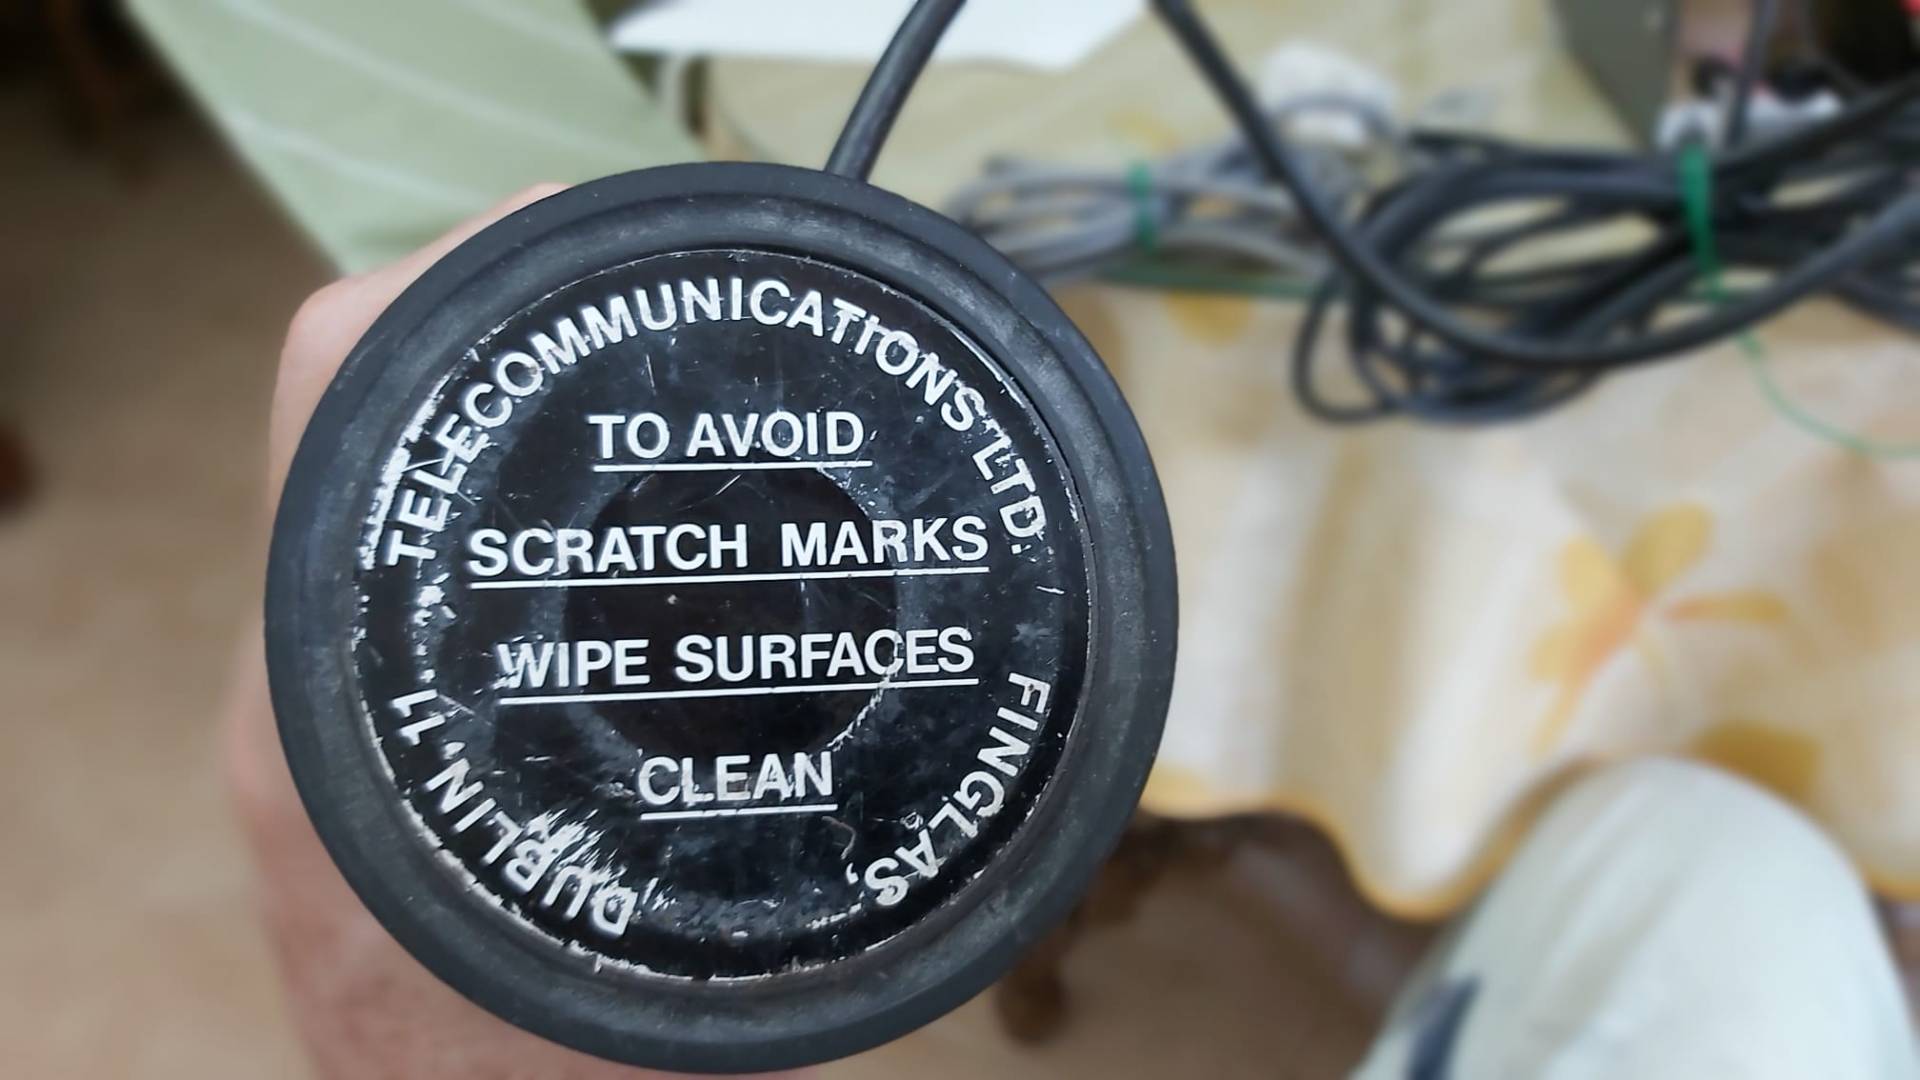 TELECOMMUNICATIONS LTD.
TO AVOID
SCRATCH MARKS
WIPE SURFACES
CLEAN
FINGLAS,
DUBLIN, 11.